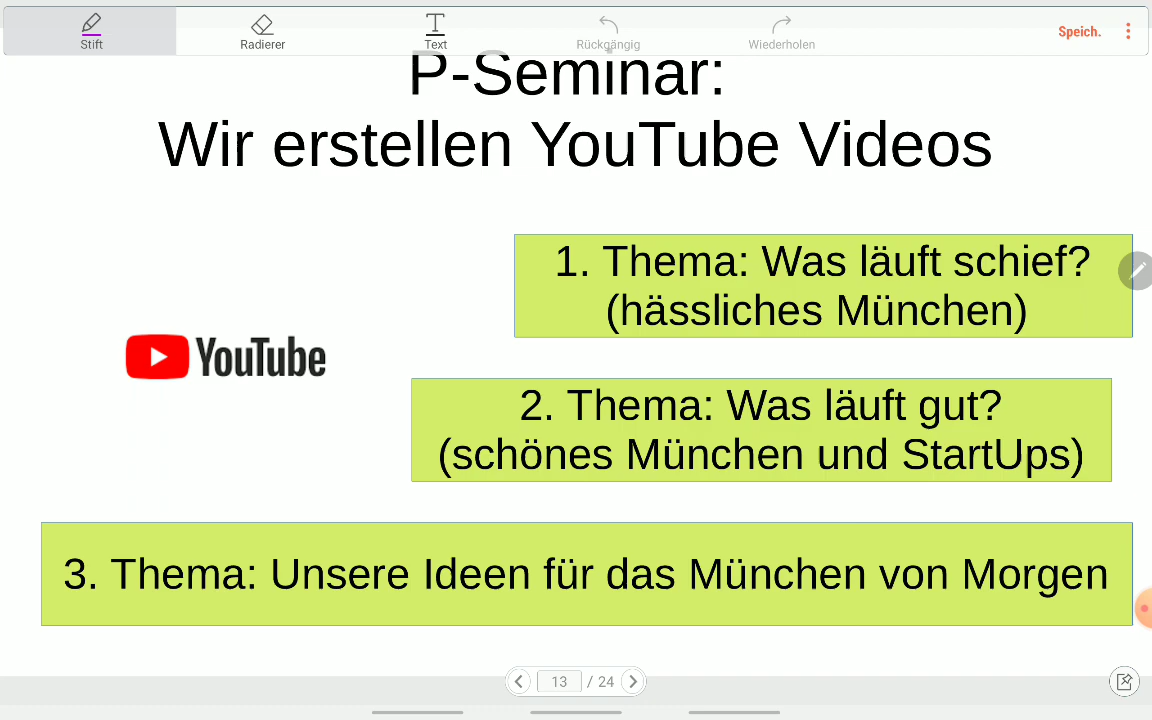 Stift
Radierer
Text
Rückgängig
Wiederholen
Speich.
P-Seminar:
Wir erstellen YouTube Videos
1. Thema: Was läuft schief?
(hässliches München)
YouTube
2. Thema: Was läuft gut?
(schönes München und StartUps)
3. Thema: Unsere Ideen für das München von Morgen
13 / 24